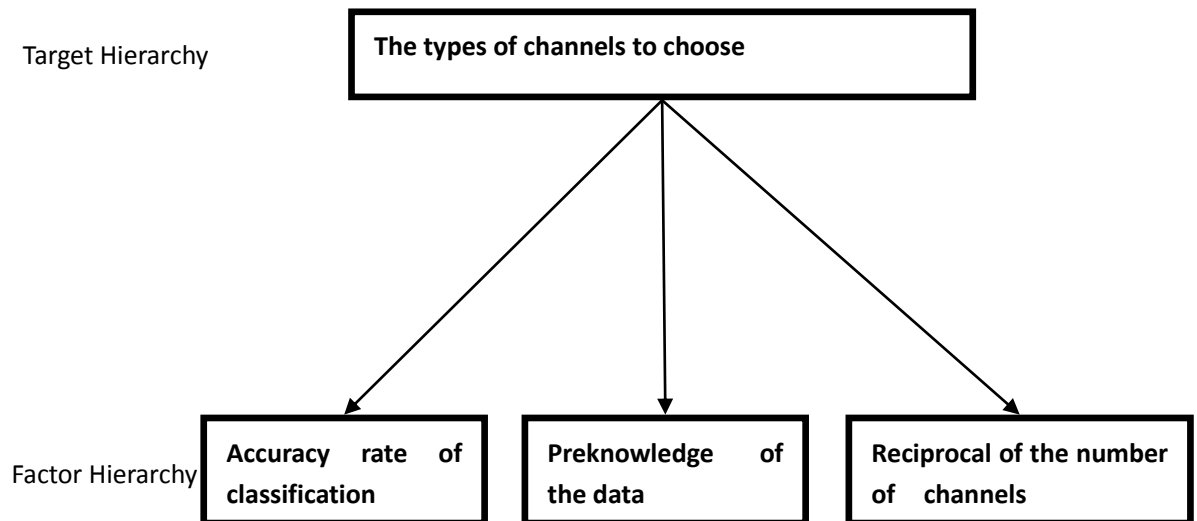 Target Hierarchy
The types of channels to choose
Factor Hierarchy
Accuracy rate of
classification
Preknowledge of
the data
Reciprocal of the number
of channels